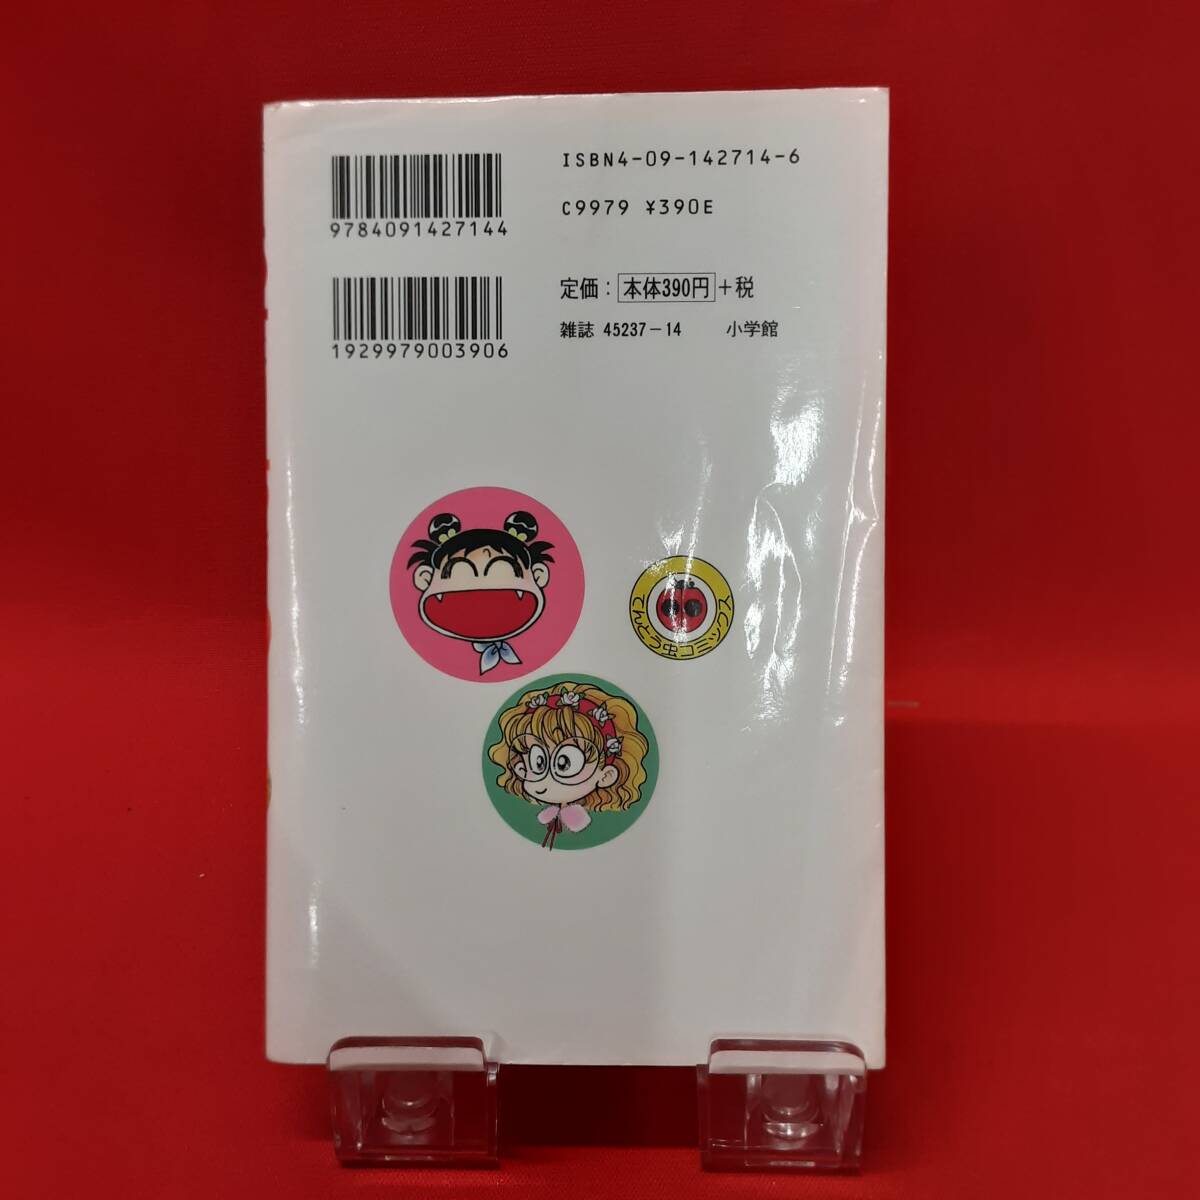 ISBN4-09-142714-6
C9979 ¥390E
9784091427144
定価：本体390円+税
雑誌 45237-14 小学館
1929979003906
てんとう虫コミックス